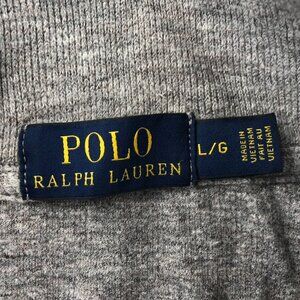 POLO
RALPH LAUREN
L/G
MADE IN
VIETNAM
FAIT AU
VIETNAM